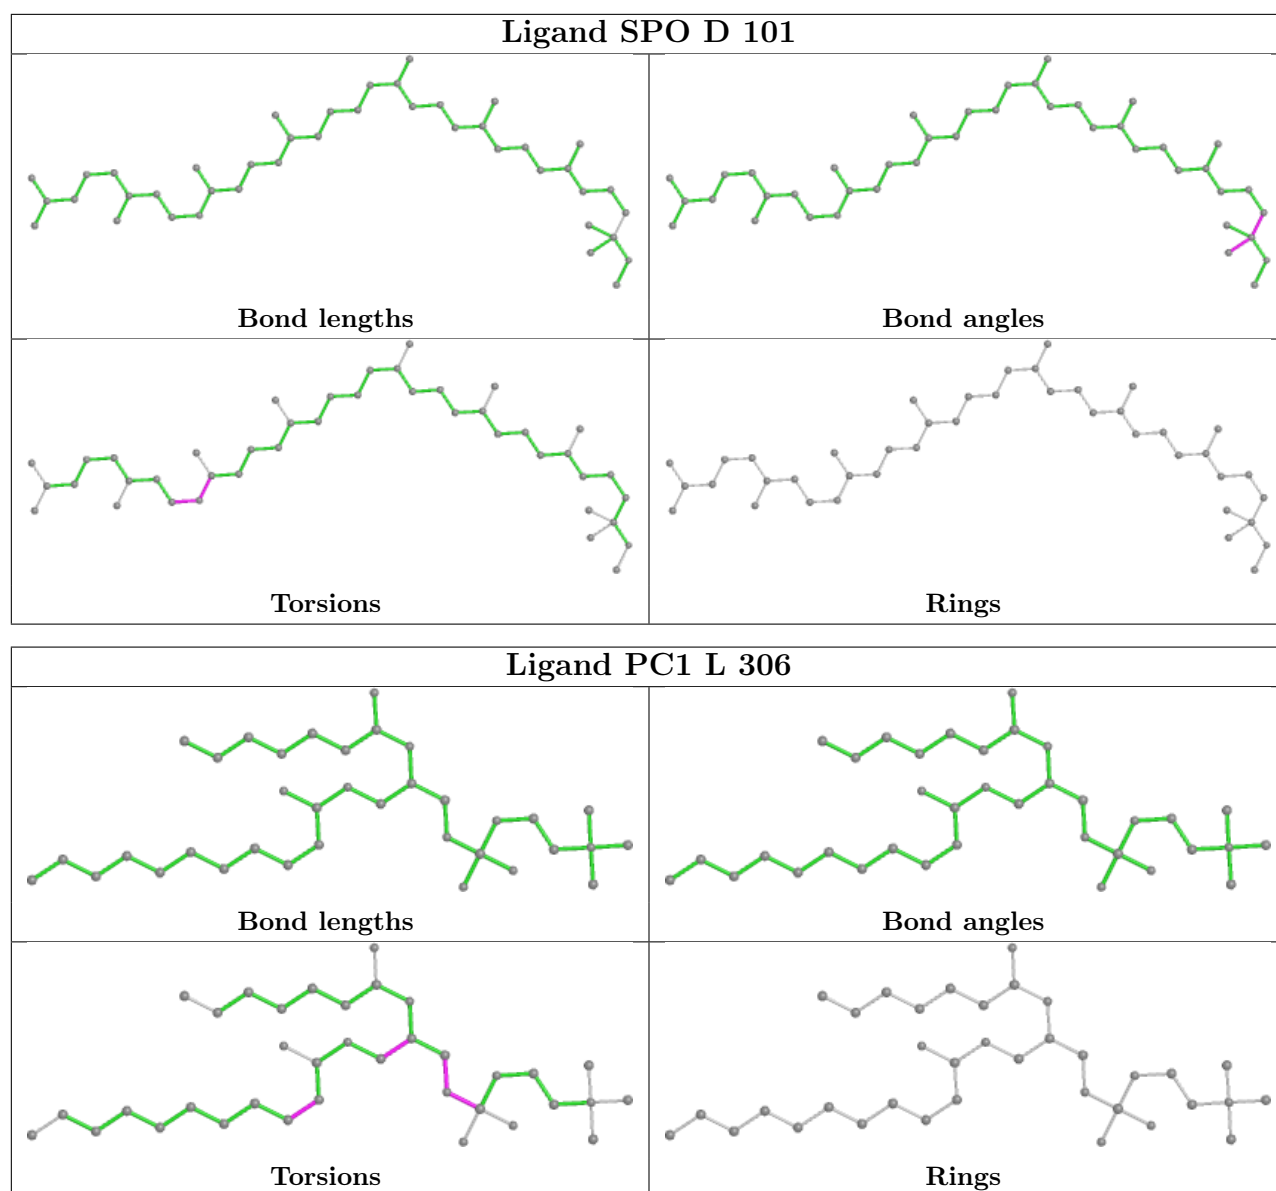 Ligand SPO D 101
Bond lengths
Bond angles
Torsions
Rings
Ligand PC1 L 306
Bond lengths
Bond angles
Torsions
Rings